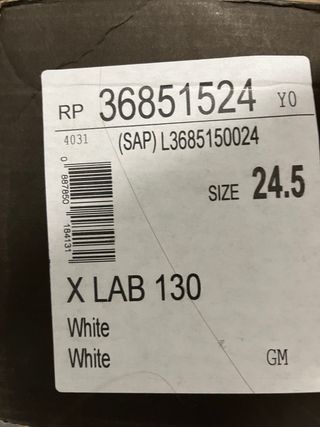 RP 36851524 Y0
4031 (SAP) L3685150024
0 887850 184131
SIZE 24.5
X LAB 130
White
White GM